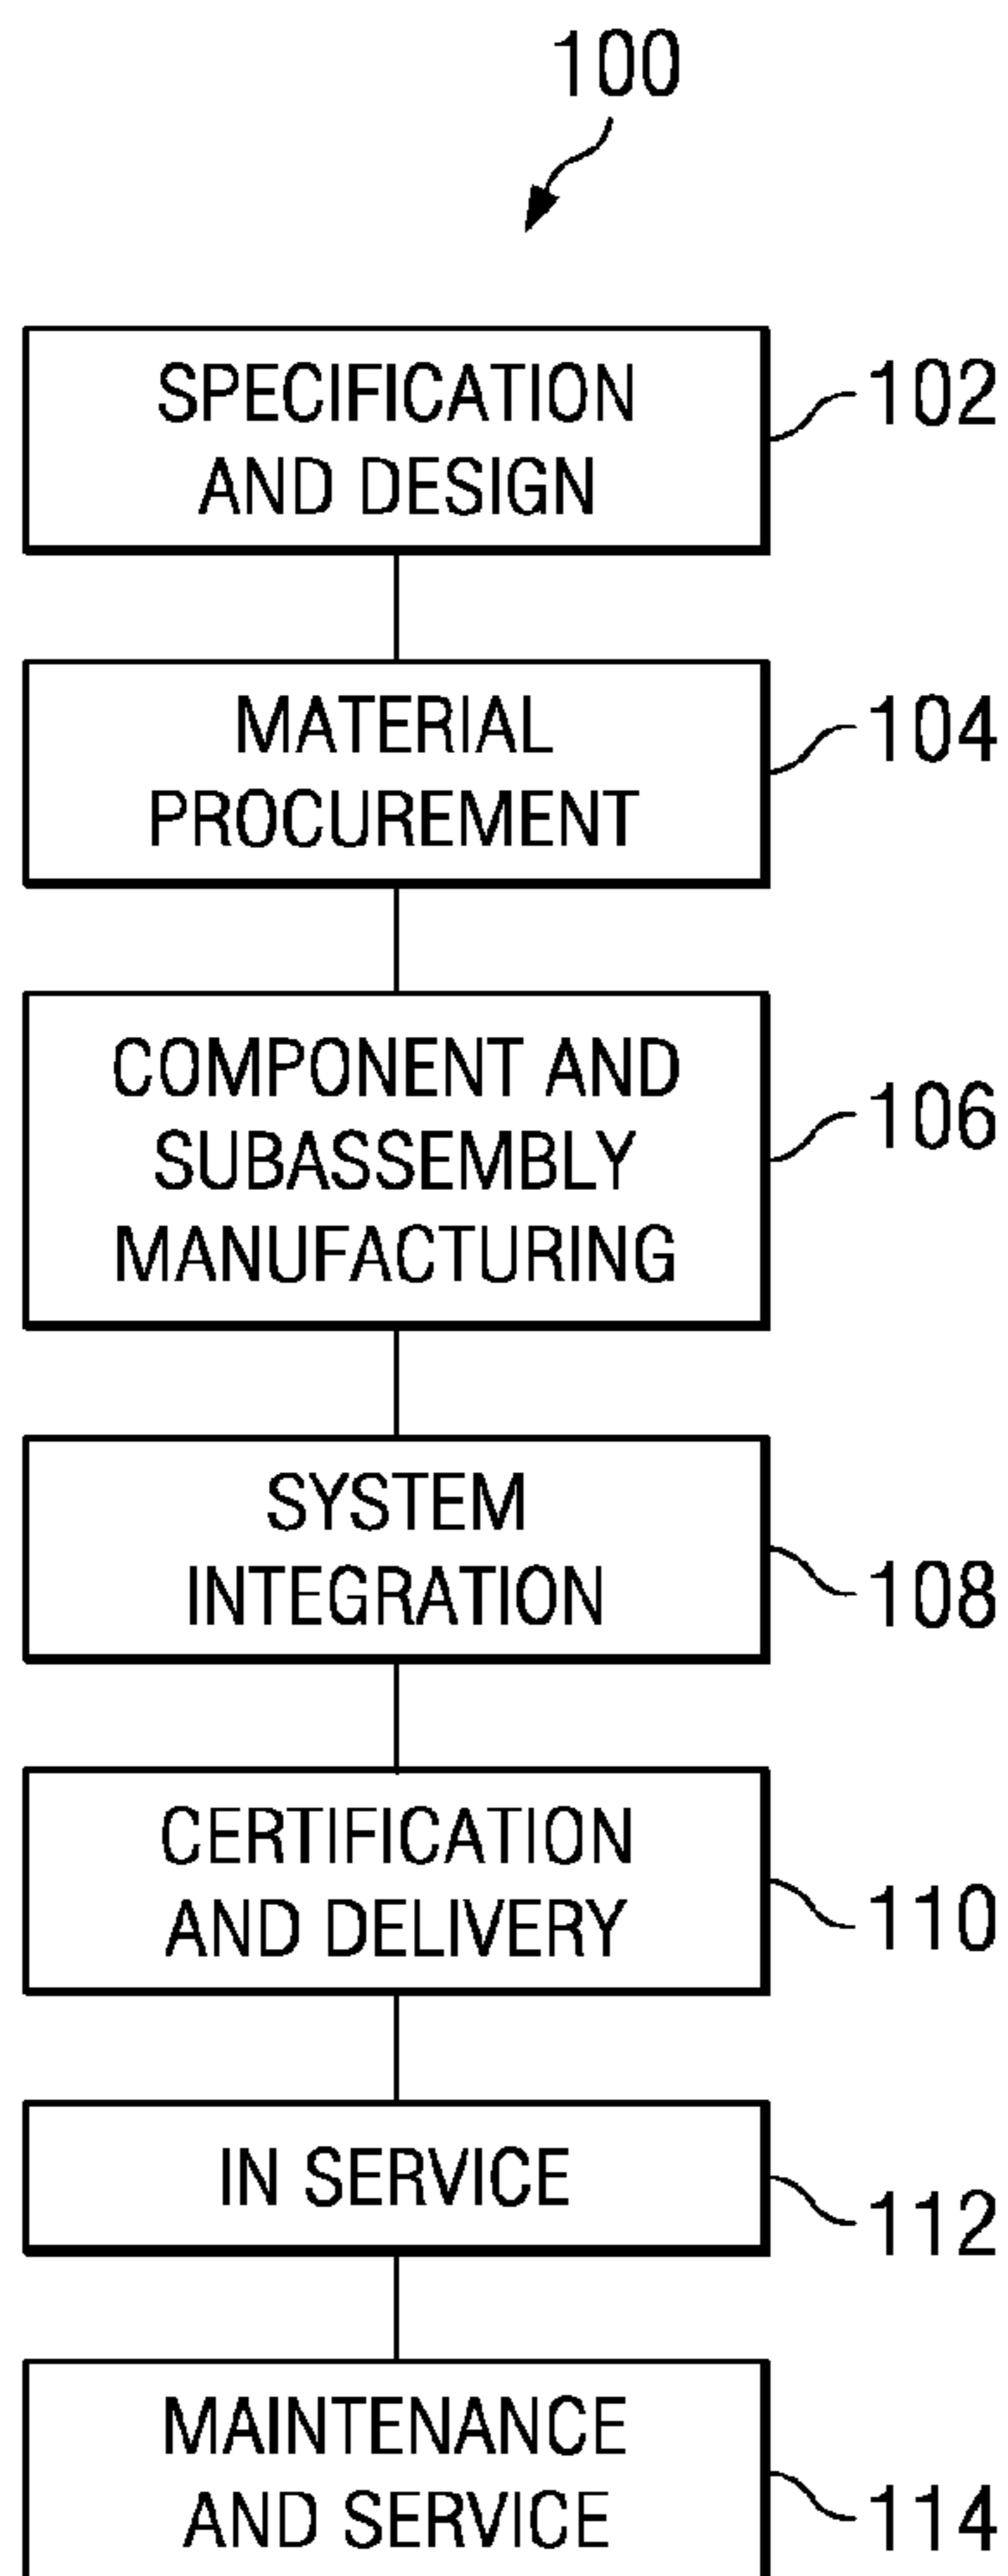 100
SPECIFICATION
AND DESIGN
102
MATERIAL
PROCUREMENT
104
COMPONENT AND
SUBASSEMBLY
MANUFACTURING
106
SYSTEM
INTEGRATION
108
CERTIFICATION
AND DELIVERY
110
IN SERVICE
112
MAINTENANCE
AND SERVICE
114